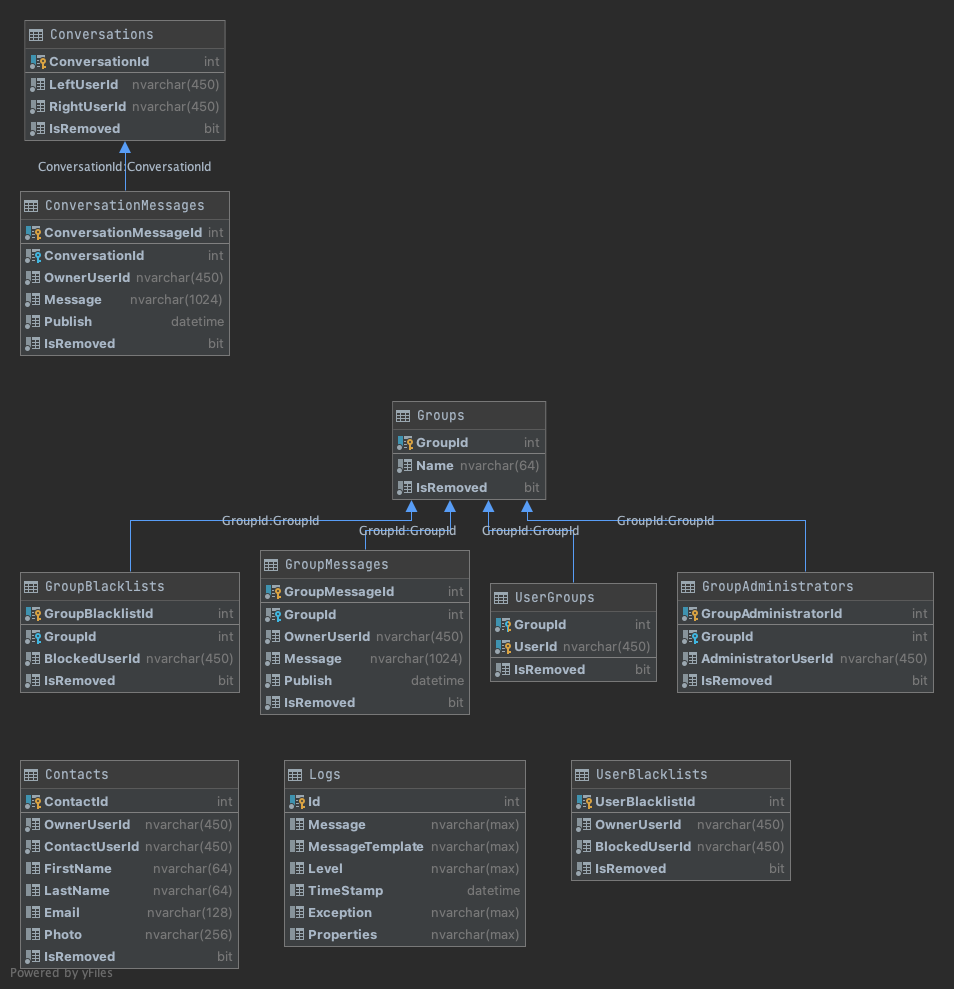 Conversations
ConversationId int
LeftUserId nvarchar(450)
RightUserId nvarchar(450)
IsRemoved bit
ConversationId:ConversationId
ConversationMessages
ConversationMessageId int
ConversationId int
OwnerUserId nvarchar(450)
Message nvarchar(1024)
Publish datetime
IsRemoved bit
Groups
GroupId int
Name nvarchar(64)
IsRemoved bit
GroupId:GroupId
GroupId:GroupId
GroupId:GroupId
GroupId:GroupId
GroupBlacklists
GroupBlacklistId int
GroupId int
BlockedUserId nvarchar(450)
IsRemoved bit
GroupMessages
GroupMessageId int
GroupId int
OwnerUserId nvarchar(450)
Message nvarchar(1024)
Publish datetime
IsRemoved bit
UserGroups
GroupId int
UserId nvarchar(450)
IsRemoved bit
GroupAdministrators
GroupAdministratorId int
GroupId int
AdministratorUserId nvarchar(450)
IsRemoved bit
Contacts
ContactId int
OwnerUserId nvarchar(450)
ContactUserId nvarchar(450)
FirstName nvarchar(64)
LastName nvarchar(64)
Email nvarchar(128)
Photo nvarchar(256)
IsRemoved bit
Logs
Id int
Message nvarchar(max)
MessageTemplate nvarchar(max)
Level nvarchar(max)
TimeStamp datetime
Exception nvarchar(max)
Properties nvarchar(max)
UserBlacklists
UserBlacklistId int
OwnerUserId nvarchar(450)
BlockedUserId nvarchar(450)
IsRemoved bit
Powered by yFiles